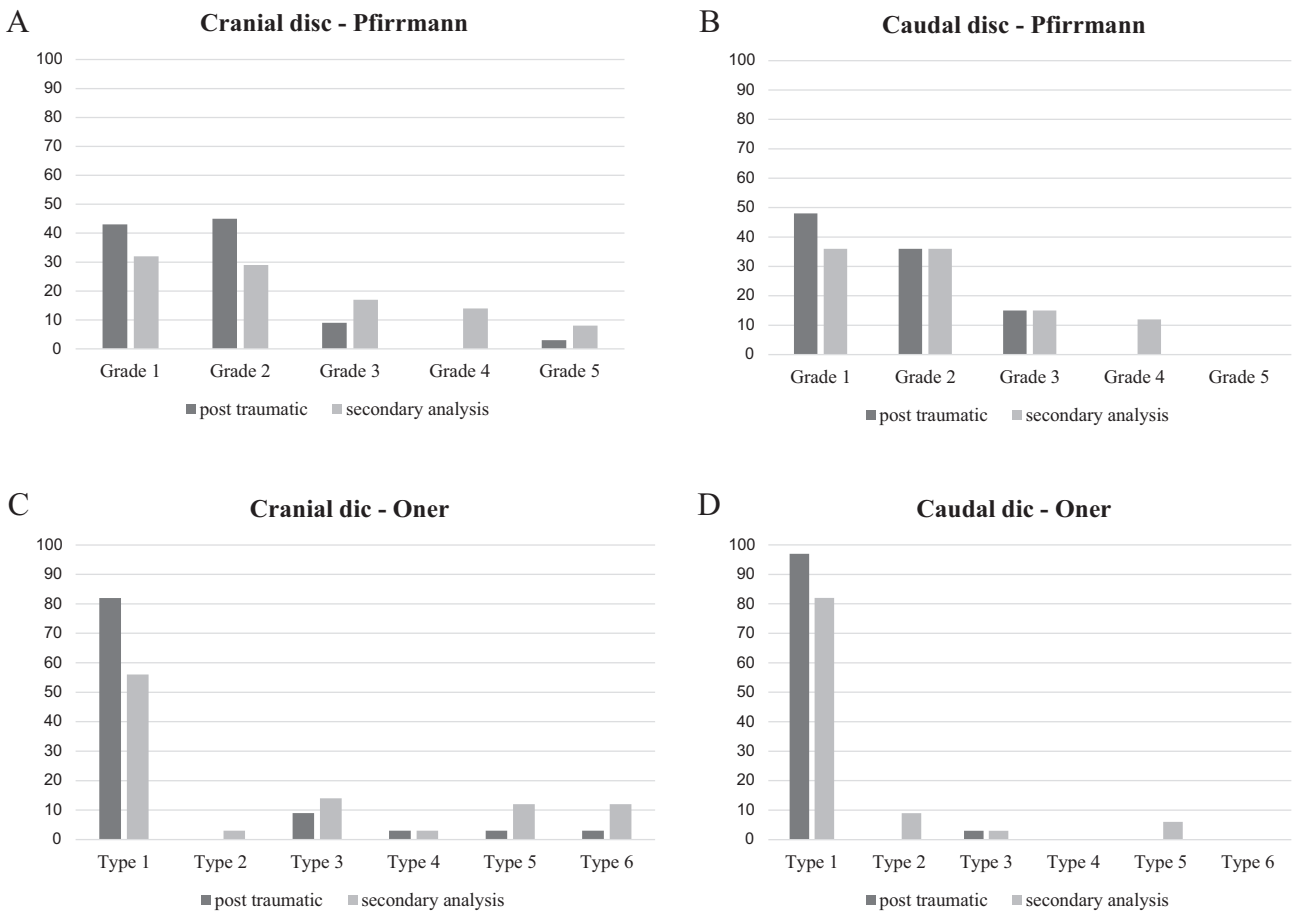 A
Cranial disc - Pfirrmann
100
90
80
70
60
50
40
30
20
10
0
Grade 1 Grade 2 Grade 3 Grade 4 Grade 5
post traumatic secondary analysis
B
Caudal disc - Pfirrmann
100
90
80
70
60
50
40
30
20
10
0
Grade 1 Grade 2 Grade 3 Grade 4 Grade 5
post traumatic secondary analysis
C
Cranial dic - Oner
100
90
80
70
60
50
40
30
20
10
0
Type 1 Type 2 Type 3 Type 4 Type 5 Type 6
post traumatic secondary analysis
D
Caudal dic - Oner
100
90
80
70
60
50
40
30
20
10
0
Type 1 Type 2 Type 3 Type 4 Type 5 Type 6
post traumatic secondary analysis